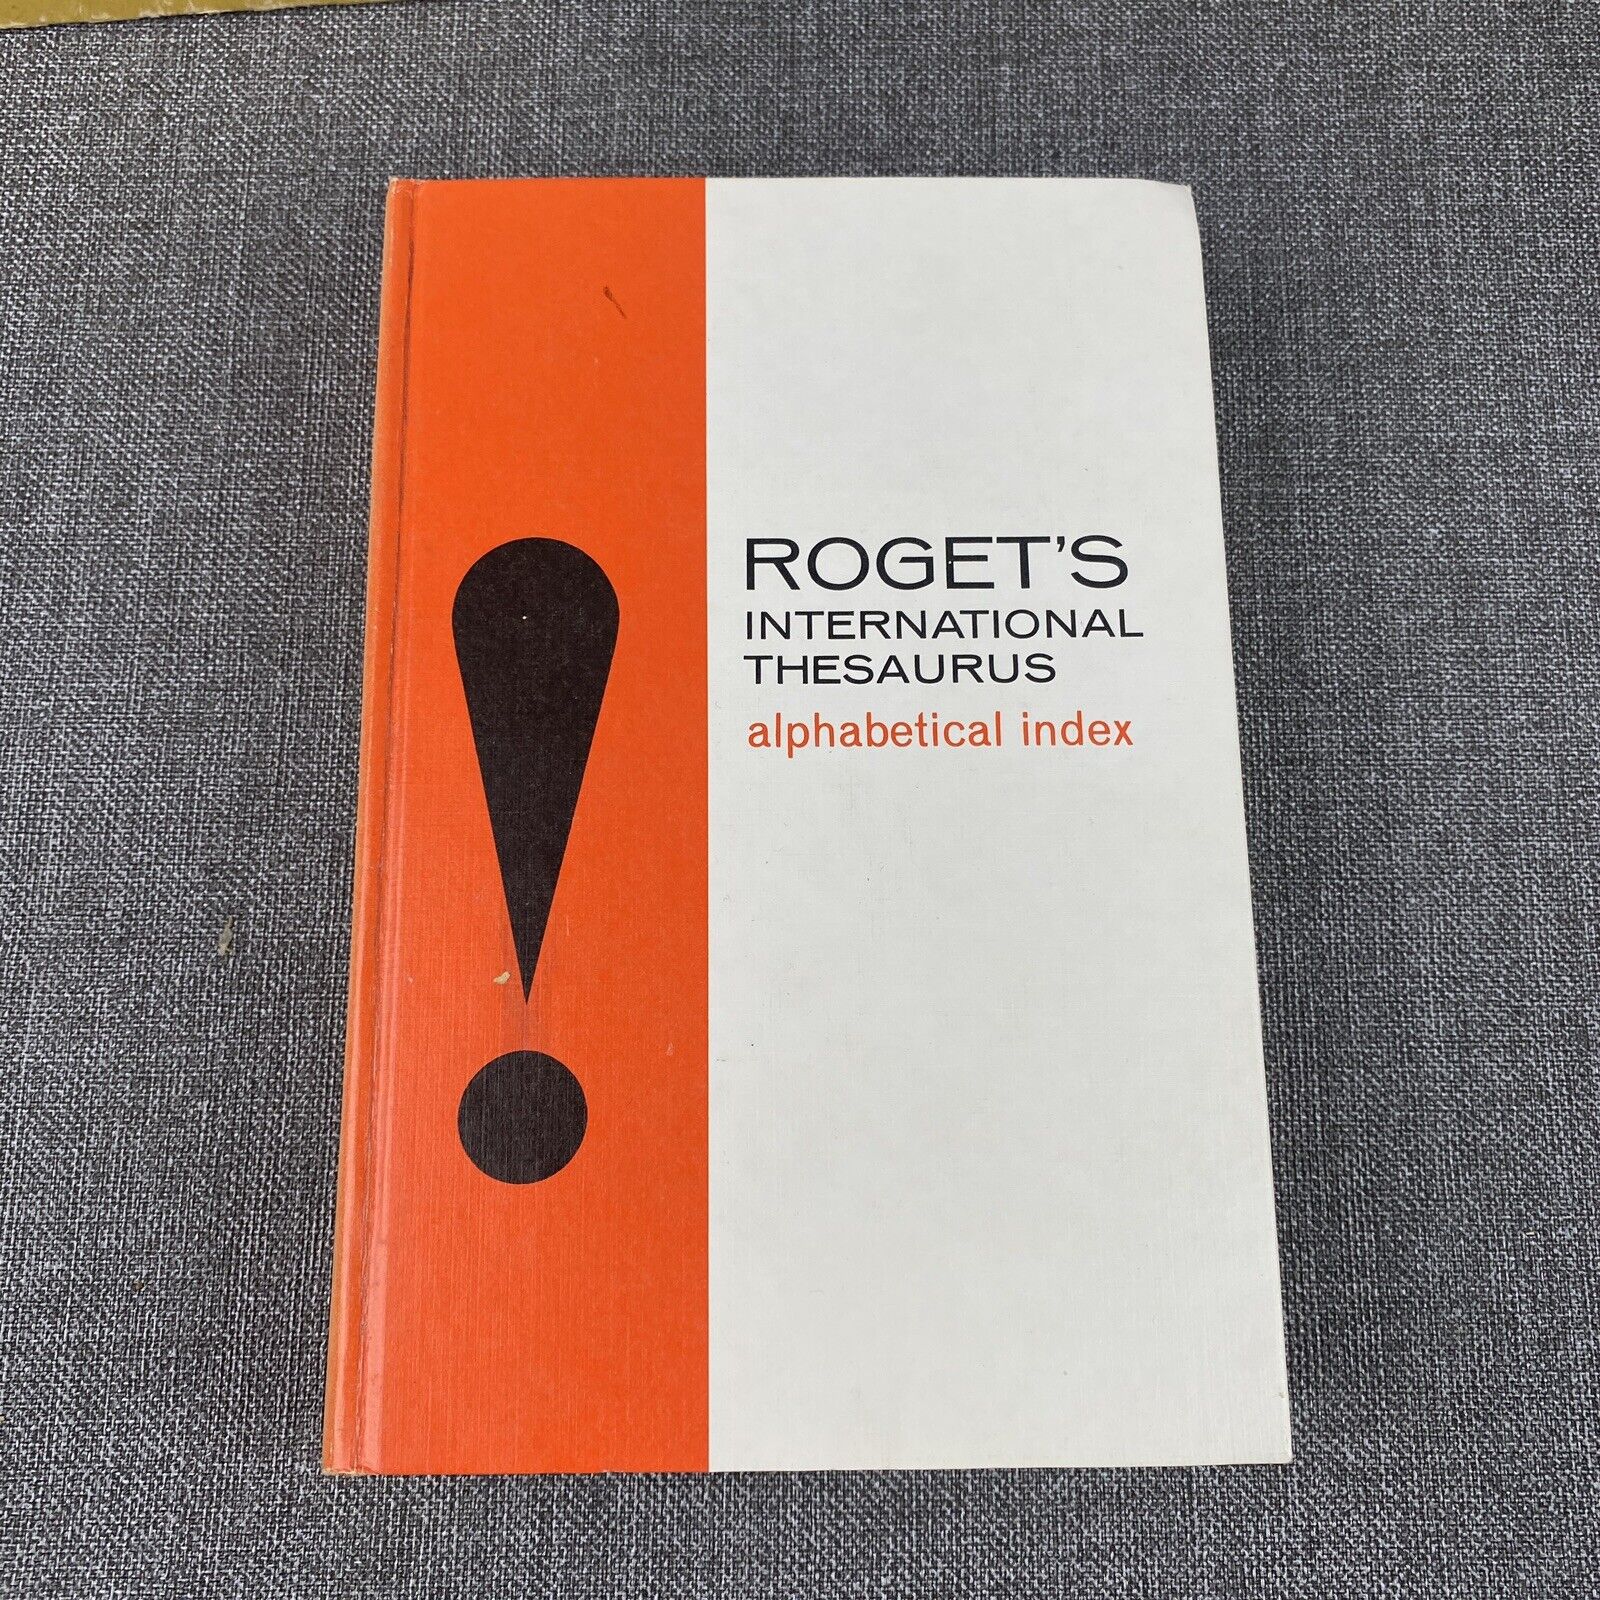 !
ROGET'S
INTERNATIONAL
THESAURUS
alphabetical index